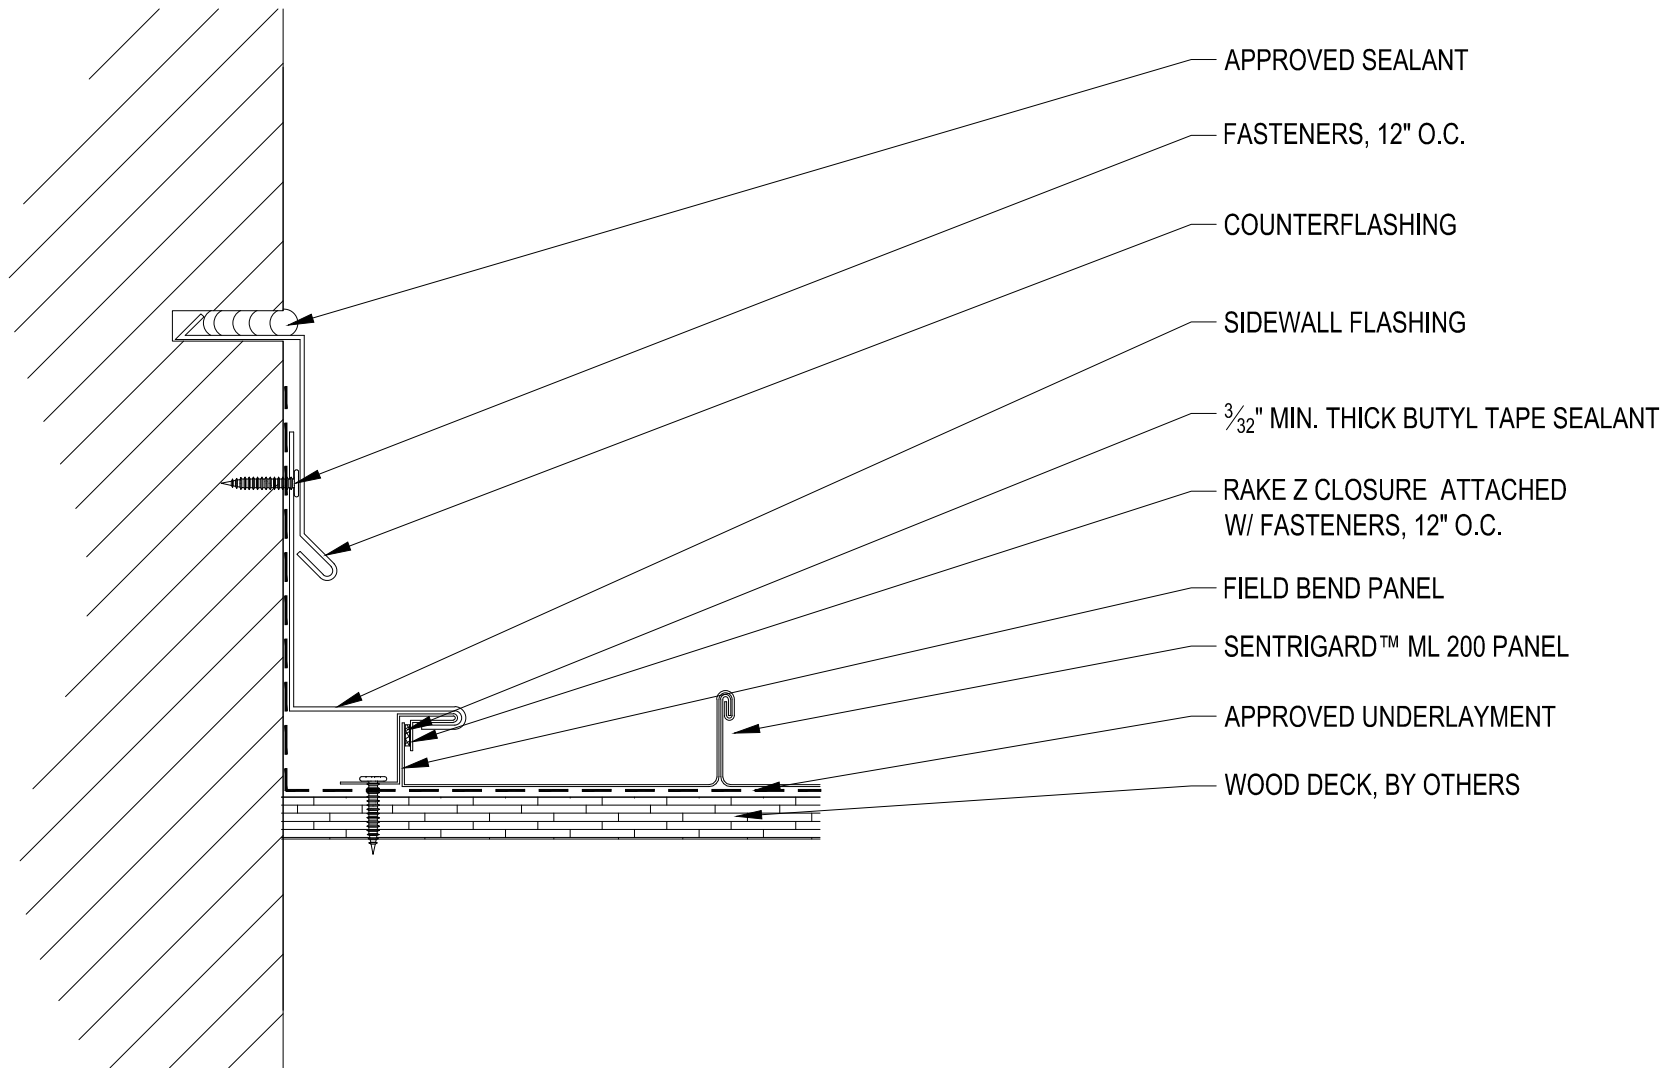 APPROVED SEALANT
FASTENERS, 12" O.C.
COUNTERFLASHING
SIDEWALL FLASHING
3/32" MIN. THICK BUTYL TAPE SEALANT
RAKE Z CLOSURE ATTACHED
W/ FASTENERS, 12" O.C.
FIELD BEND PANEL
SENTRIGARD™ ML 200 PANEL
APPROVED UNDERLAYMENT
WOOD DECK, BY OTHERS